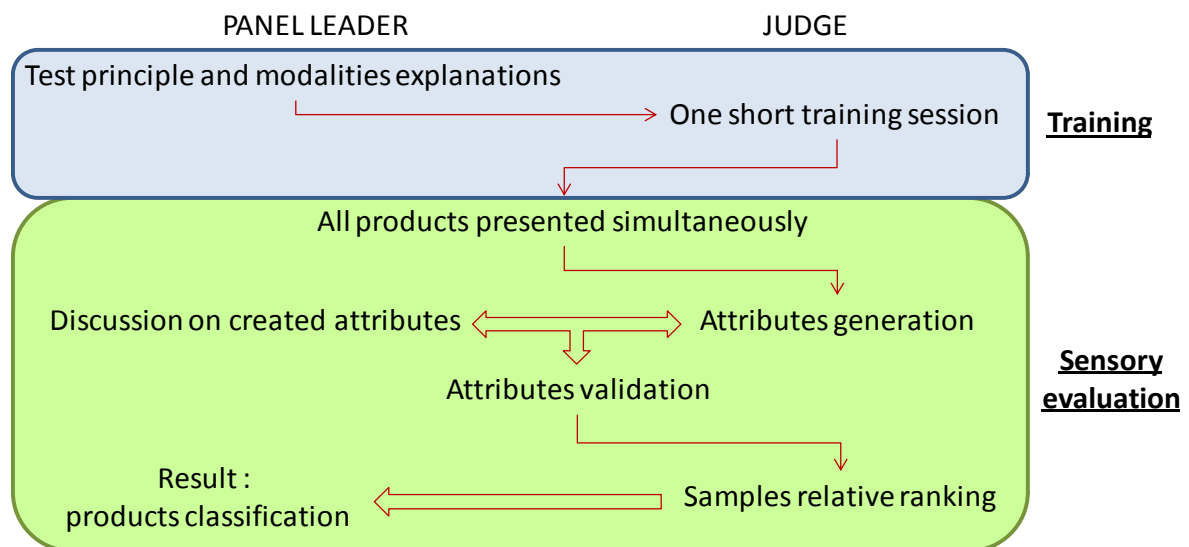 PANEL LEADER
JUDGE
Test principle and modalities explanations
One short training session
Training
All products presented simultaneously
Discussion on created attributes
Attributes generation
Attributes validation
Sensory
evaluation
Result :
products classification
Samples relative ranking